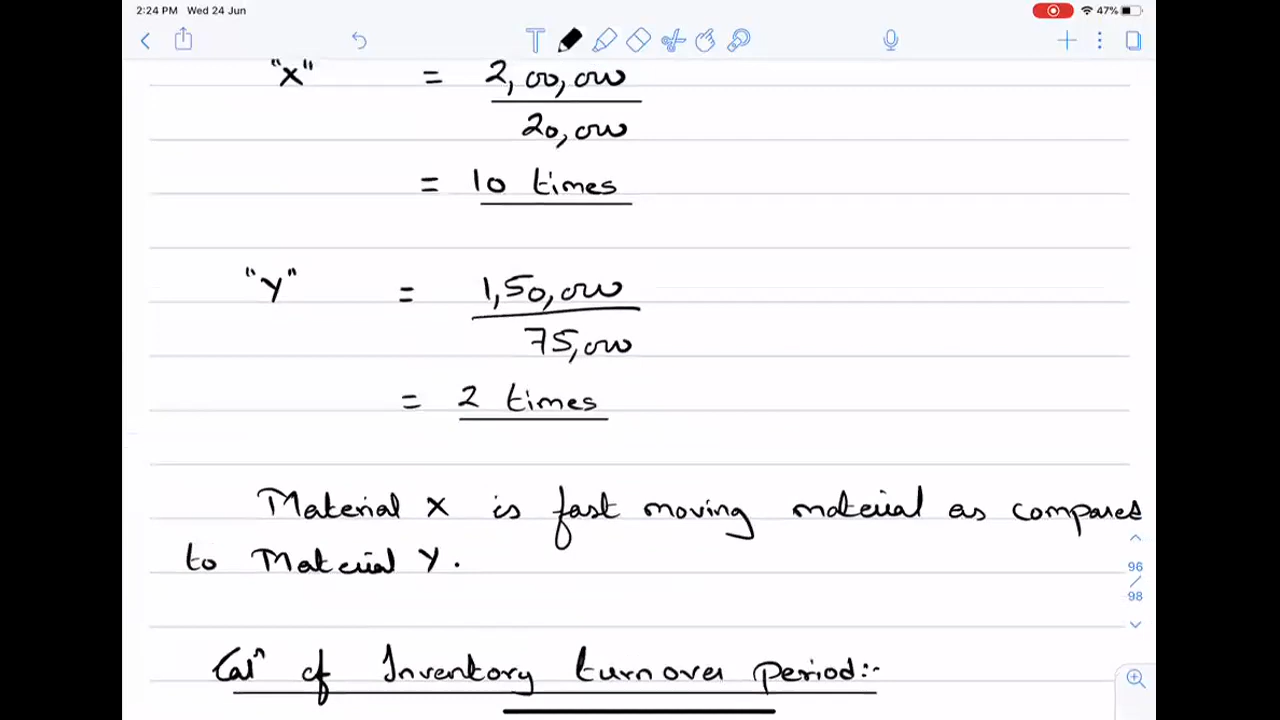 2:24 PM Wed 24 Jun
47%
"X" = 2,00,000
20,000
= 10 times
"Y" = 1,50,000
75,000
= 2 times
Material X is fast moving material as compared
to Material Y.
96
/
98
Calⁿ of Inventory turnover period:-